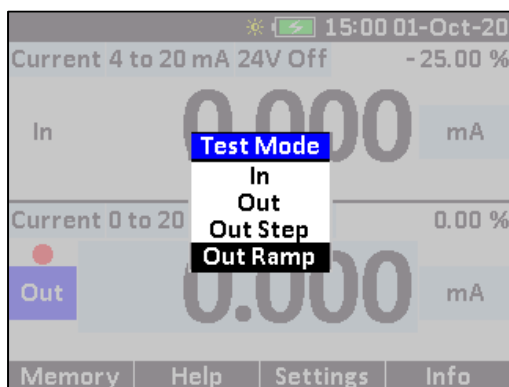 15:00 01-Oct-20
Current 4 to 20 mA 24V Off -25.00 %
In 0.000 mA
Test Mode
In
Out
Out Step
Out Ramp
Current 0 to 20 0.00 %
Out 0.000 mA
Memory Help Settings Info